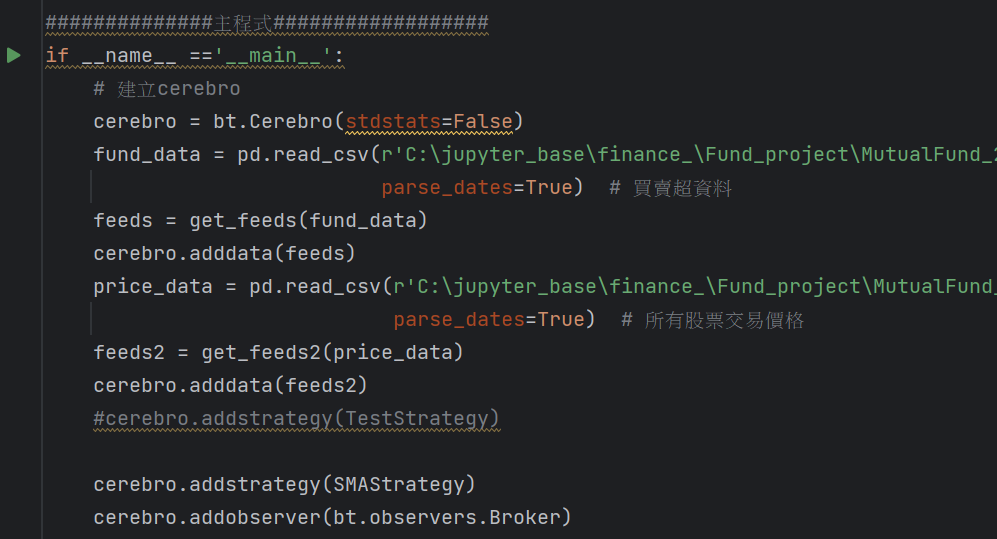 ##############主程式##################
if __name__ =='__main__':
# 建立cerebro
cerebro = bt.Cerebro(stdstats=False)
fund_data = pd.read_csv(r'C:\jupyter_base\finance_\Fund_project\MutualFund_
parse_dates=True)  # 買賣超資料
feeds = get_feeds(fund_data)
cerebro.adddata(feeds)
price_data = pd.read_csv(r'C:\jupyter_base\finance_\Fund_project\MutualFund_
parse_dates=True)  # 所有股票交易價格
feeds2 = get_feeds2(price_data)
cerebro.adddata(feeds2)
#cerebro.addstrategy(TestStrategy)
cerebro.addstrategy(SMAStrategy)
cerebro.addobserver(bt.observers.Broker)